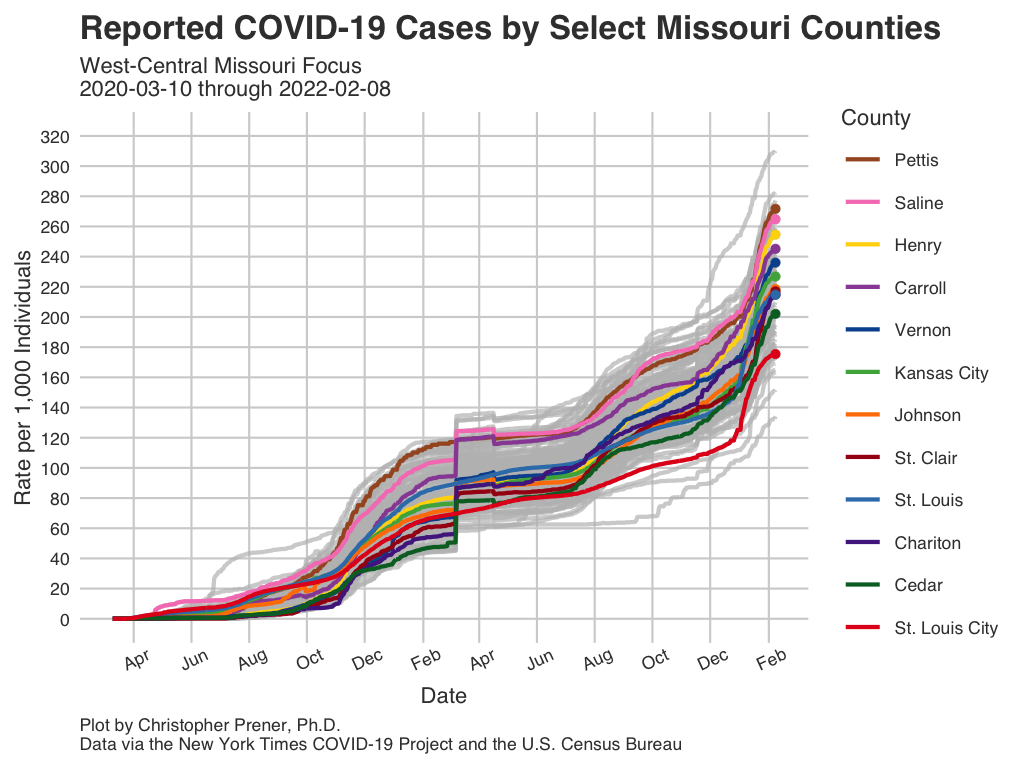 Reported COVID-19 Cases by Select Missouri Counties
West-Central Missouri Focus
2020-03-10 through 2022-02-08
County
Pettis
Saline
Henry
Carroll
Vernon
Kansas City
Johnson
St. Clair
St. Louis
Chariton
Cedar
St. Louis City
Rate per 1,000 Individuals
320
300
280
260
240
220
200
180
160
140
120
100
80
60
40
20
0
Apr Jun Aug Oct Dec Feb Apr Jun Aug Oct Dec Feb
Date
Plot by Christopher Prener, Ph.D.
Data via the New York Times COVID-19 Project and the U.S. Census Bureau